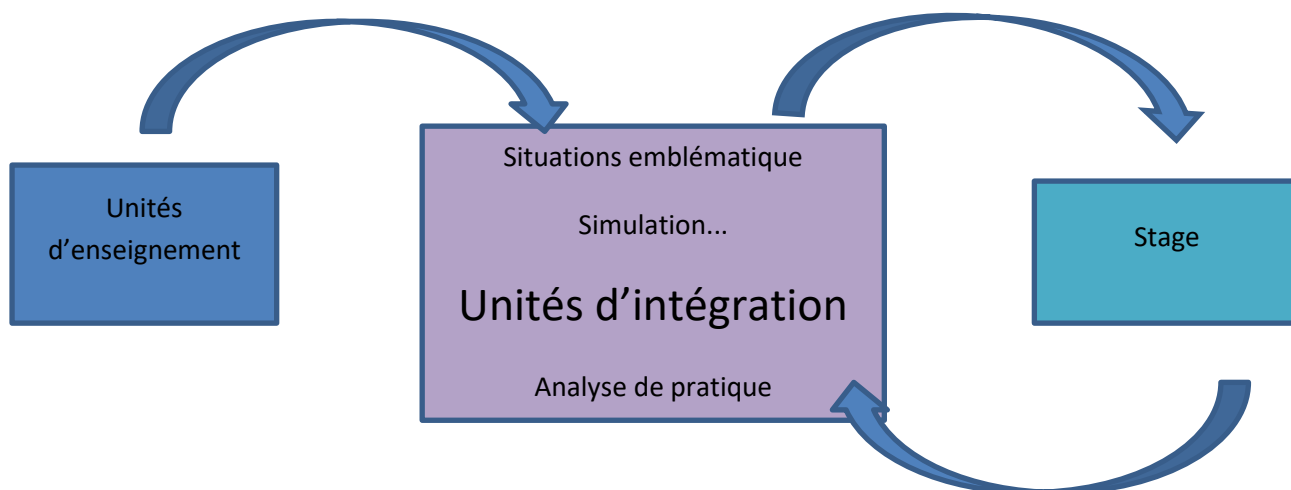 Unités
d’enseignement
Situations emblématique
Simulation...
Unités d’intégration
Analyse de pratique
Stage